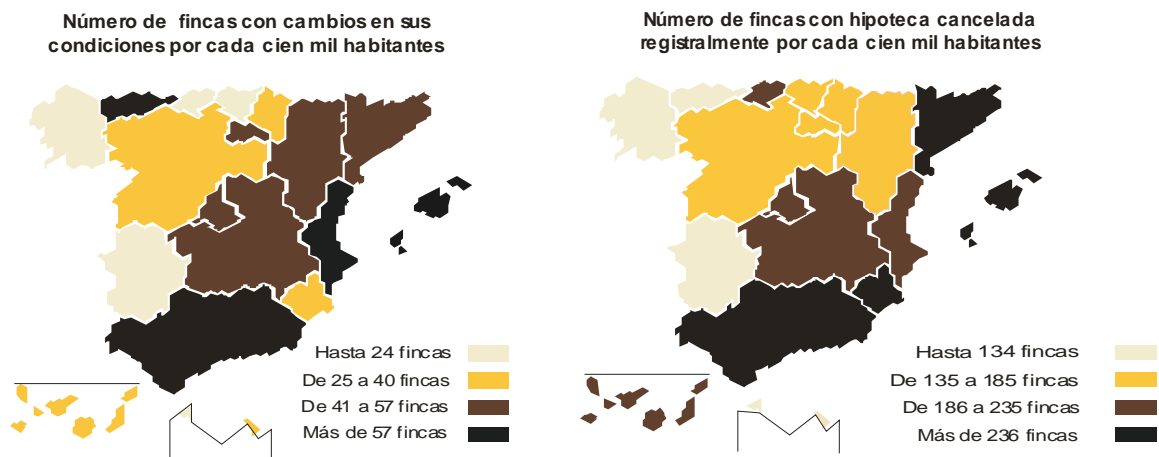 Número de fincas con cambios en sus
condiciones por cada cien mil habitantes
Hasta 24 fincas
De 25 a 40 fincas
De 41 a 57 fincas
Más de 57 fincas
Número de fincas con hipoteca cancelada
registralmente por cada cien mil habitantes
Hasta 134 fincas
De 135 a 185 fincas
De 186 a 235 fincas
Más de 236 fincas